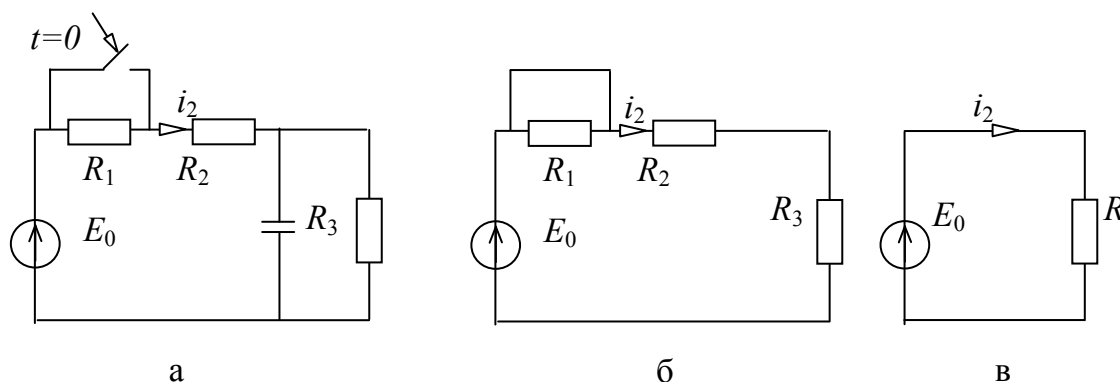 t=0
i₂
R₁
R₂
E₀
R₃
i₂
R₁
R₂
E₀
R₃
i₂
E₀
R
а
б
в